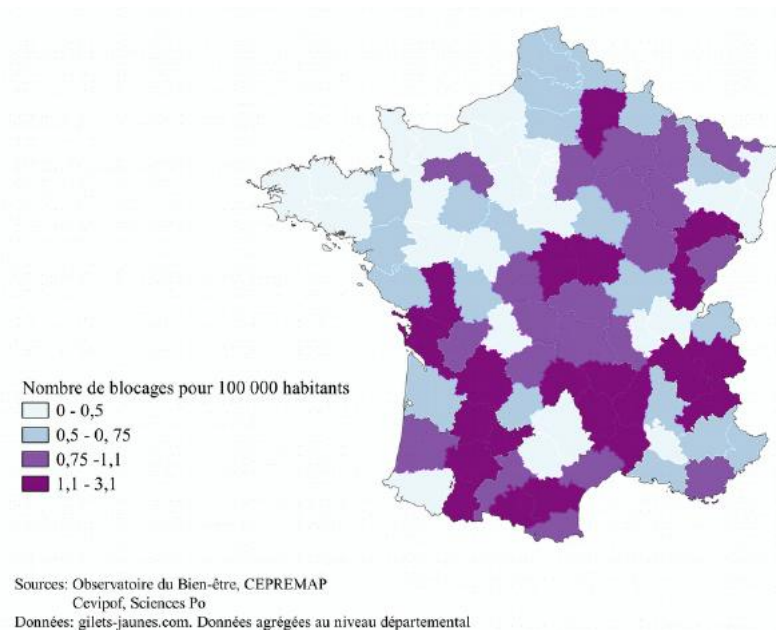 Nombre de blocages pour 100 000 habitants
0 - 0,5
0,5 - 0, 75
0,75 -1,1
1,1 - 3,1
Sources: Observatoire du Bien-être, CEPREMAP
Cevipof, Sciences Po
Données: gilets-jaunes.com. Données agrégées au niveau départemental